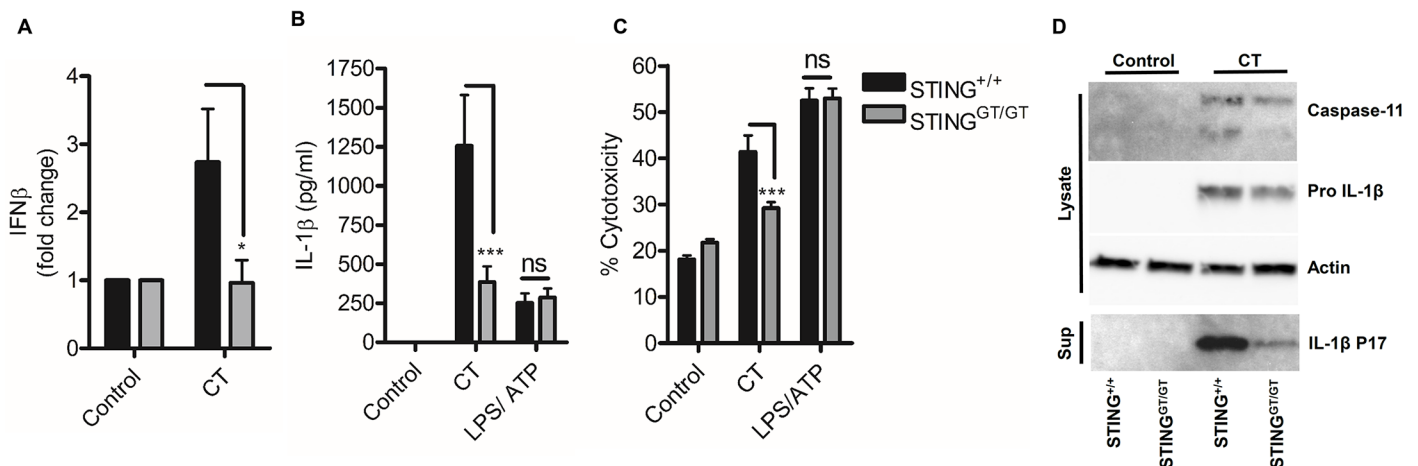 A
IFNβ
(fold change)
4
3
2
1
0
*
Control
CT
B
IL-1β (pg/ml)
1750
1500
1250
1000
750
500
250
0
***
ns
Control
CT
LPS/ ATP
C
% Cytotoxicity
60
50
40
30
20
10
0
***
ns
Control
CT
LPS/ATP
STING+/+
STINGGT/GT
D
Control CT
Lysate
Caspase-11
Pro IL-1β
Actin
Sup
IL-1β P17
STING+/+
STINGGT/GT
STING+/+
STINGGT/GT